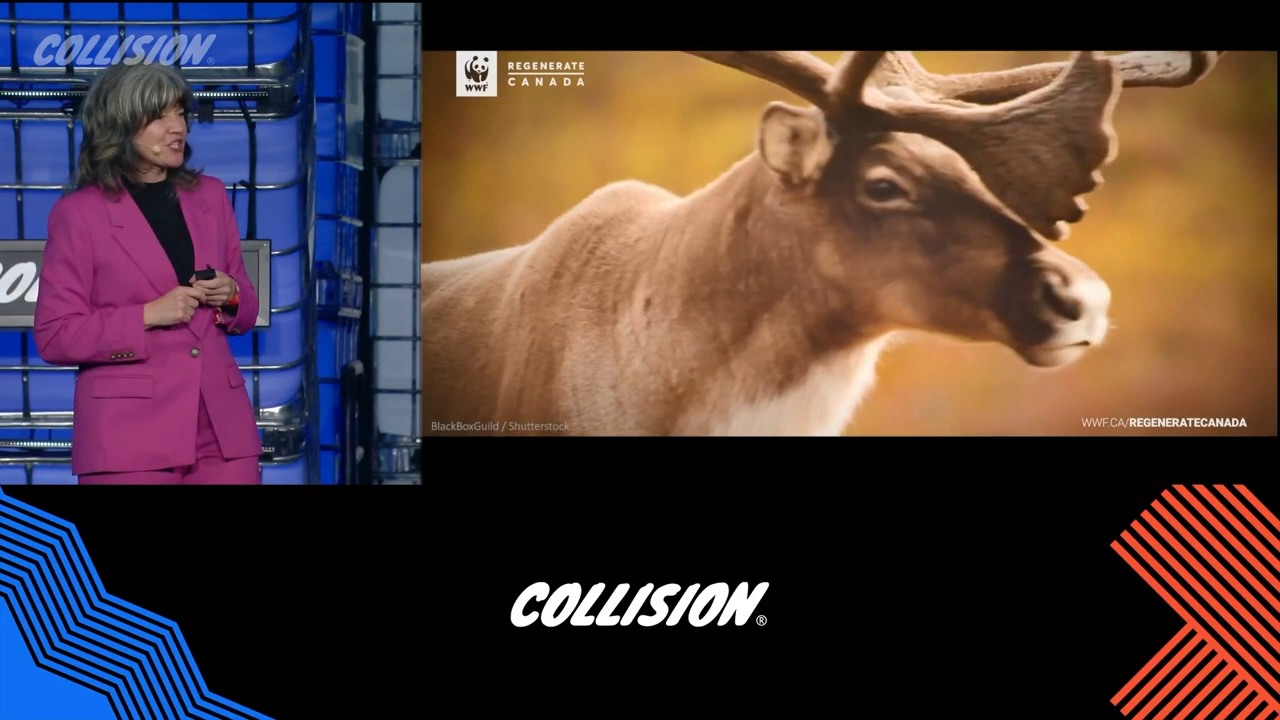 COLLISION®
REGENERATE
CANADA
WWF
BlackBoxGuild / Shutterstock
WWF.CA/REGENERATECANADA
COLLISION®